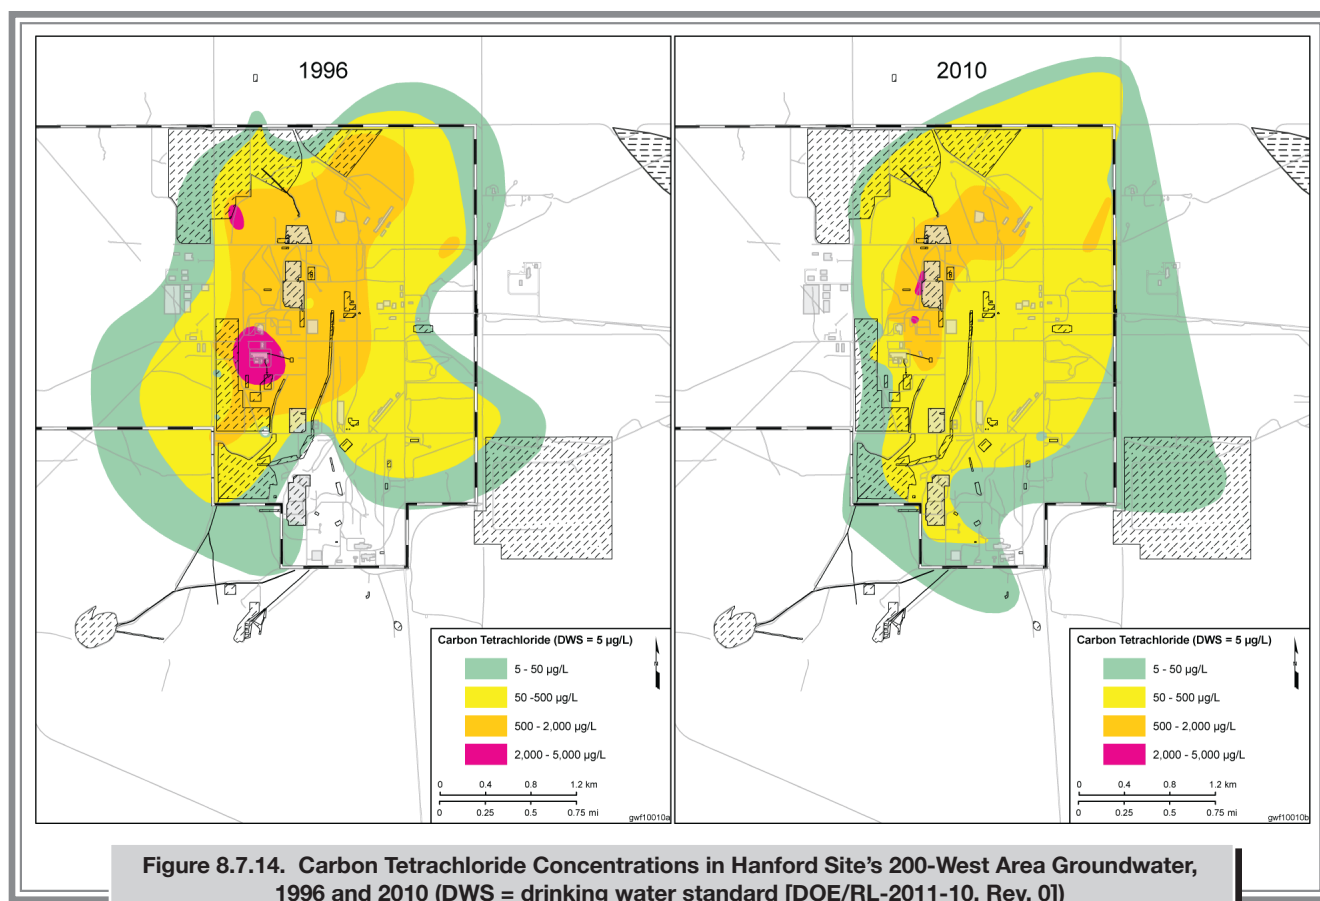 1996
Carbon Tetrachloride (DWS = 5 µg/L)
5 - 50 µg/L
50 -500 µg/L
500 - 2,000 µg/L
2,000 - 5,000 µg/L
0 0.4 0.8 1.2 km
0 0.25 0.5 0.75 mi
gwf10010a
2010
Carbon Tetrachloride (DWS = 5 µg/L)
5 - 50 µg/L
50 - 500 µg/L
500 - 2,000 µg/L
2,000 - 5,000 µg/L
0 0.4 0.8 1.2 km
0 0.25 0.5 0.75 mi
gwf10010b
Figure 8.7.14. Carbon Tetrachloride Concentrations in Hanford Site's 200-West Area Groundwater,
1996 and 2010 (DWS = drinking water standard [DOE/RL-2011-10, Rev. 0])